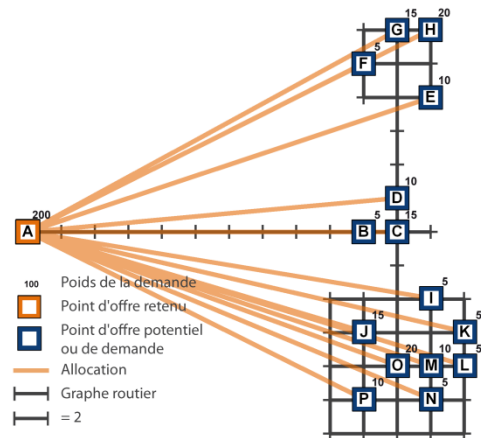 15 20
G H
5
F
10
E
10
D
200 5 15
A B C
5
I
15 5
J K
20 10 5
O M L
10 5
P N
100 Poids de la demande
Point d'offre retenu
Point d'offre potentiel
ou de demande
Allocation
Graphe routier
= 2